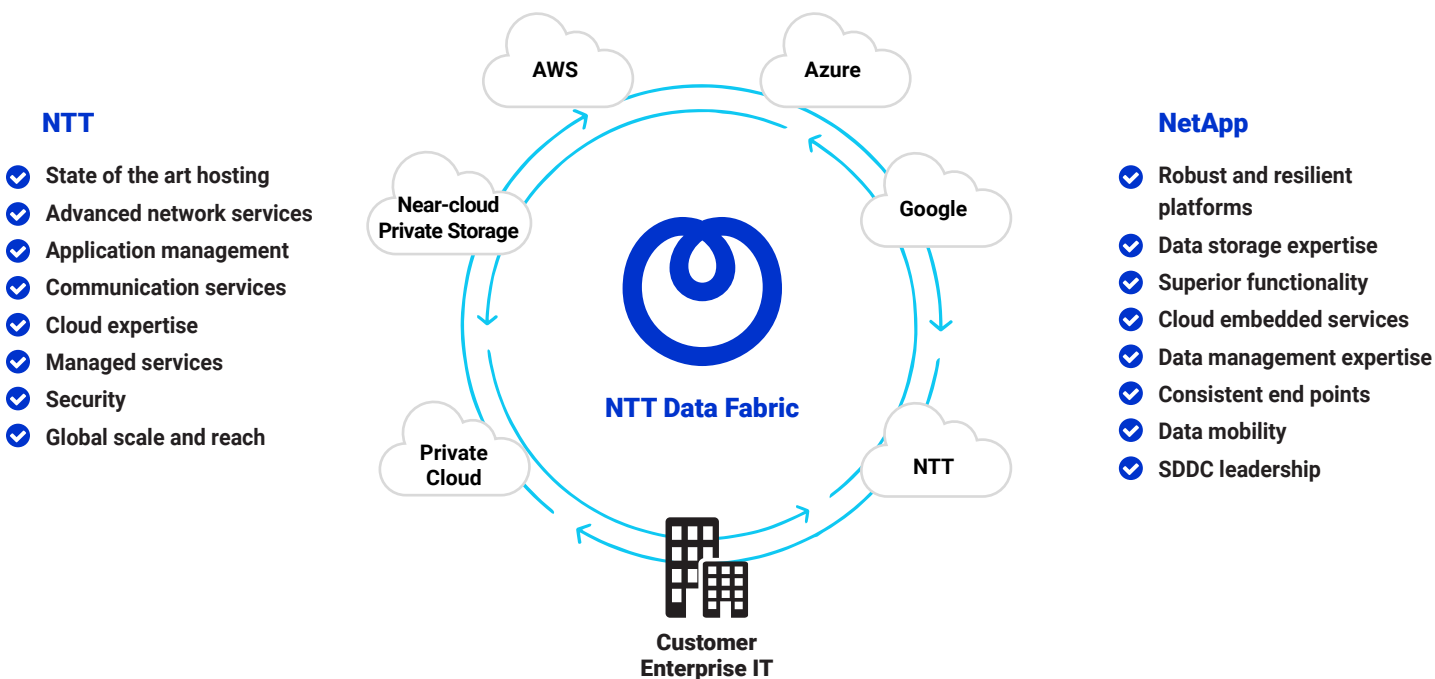 NTT
State of the art hosting
Advanced network services
Application management
Communication services
Cloud expertise
Managed services
Security
Global scale and reach
AWS
Azure
Near-cloud
Private Storage
Google
NTT Data Fabric
Private
Cloud
NTT
Customer
Enterprise IT
NetApp
Robust and resilient
platforms
Data storage expertise
Superior functionality
Cloud embedded services
Data management expertise
Consistent end points
Data mobility
SDDC leadership